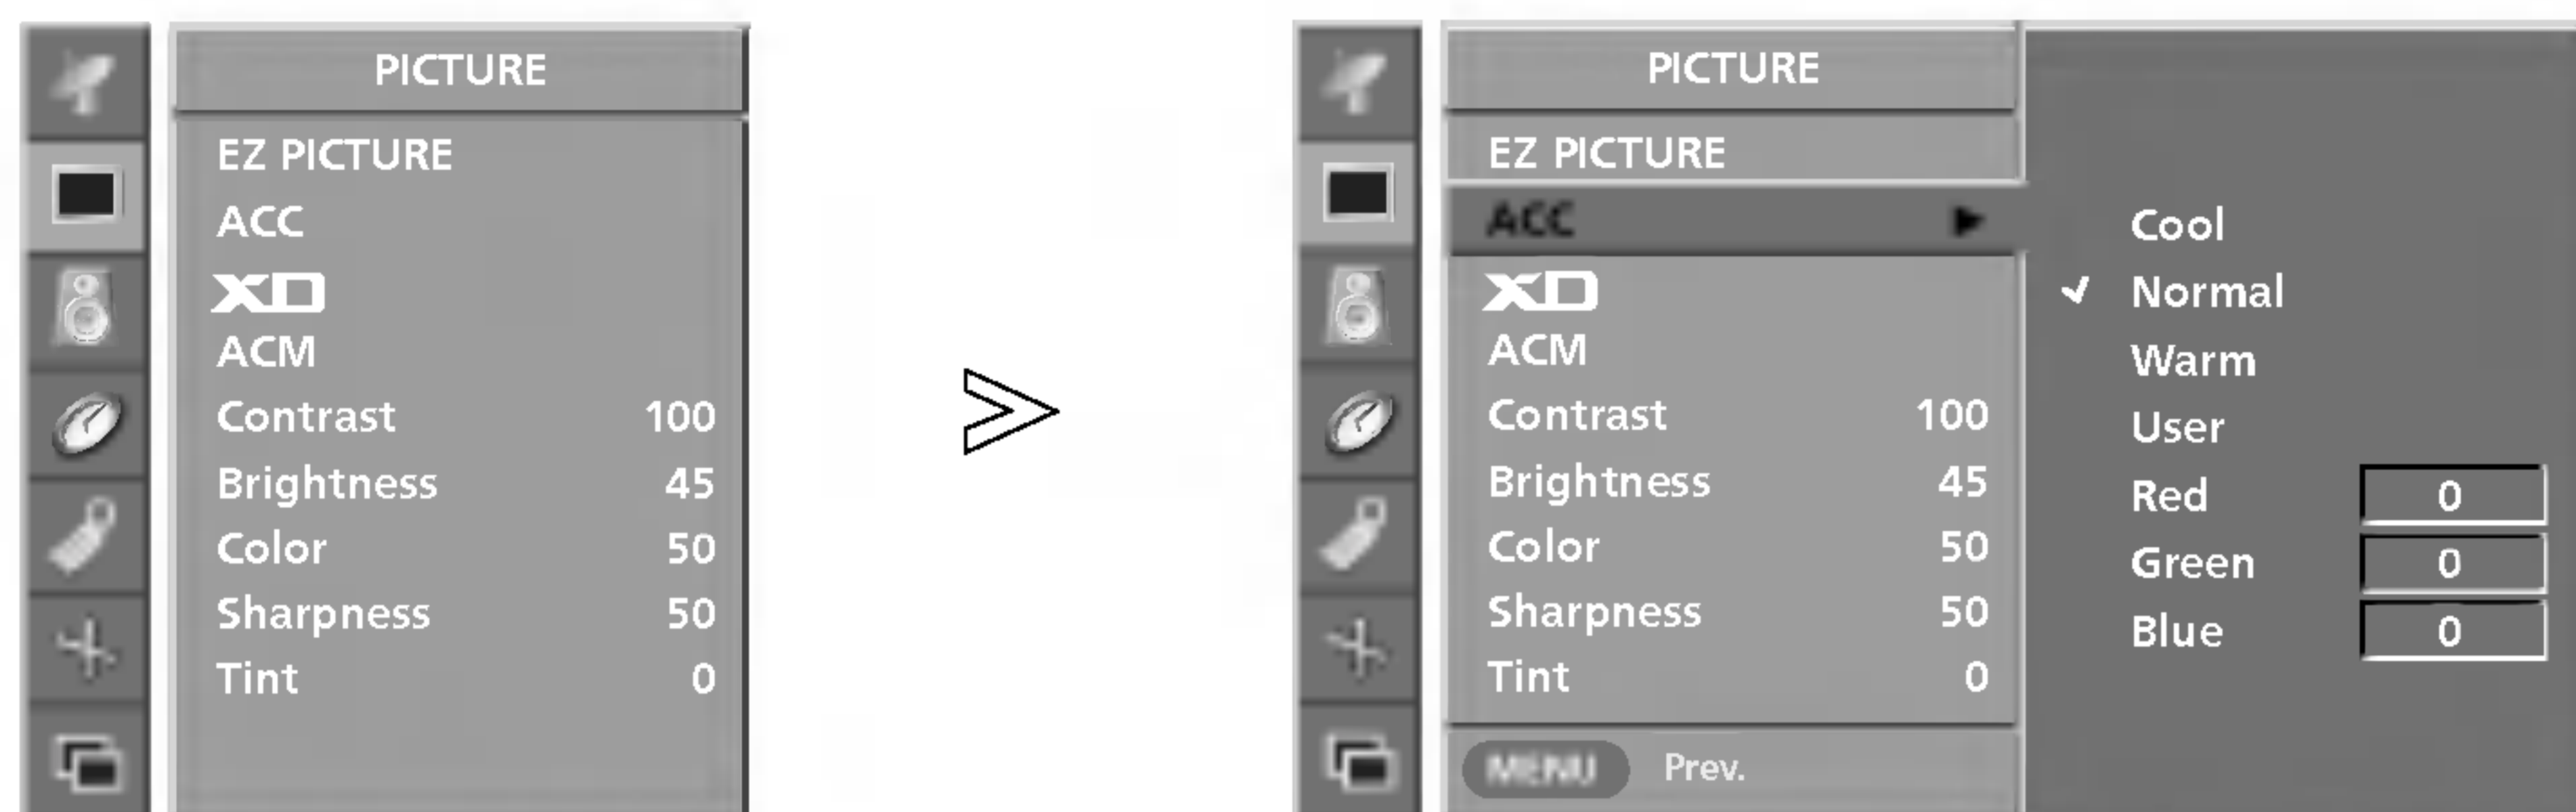 PICTURE
EZ PICTURE
ACC
XD
ACM
Contrast 100
Brightness 45
Color 50
Sharpness 50
Tint 0
PICTURE
EZ PICTURE
ACC
XD
ACM
Contrast 100
Brightness 45
Color 50
Sharpness 50
Tint 0
MENU Prev.
Cool
Normal
Warm
User
Red 0
Green 0
Blue 0